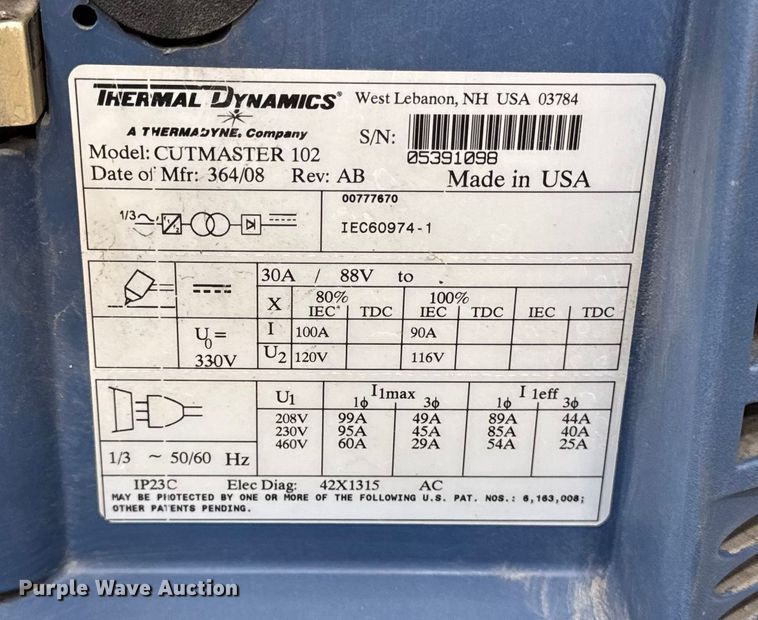 THERMAL DYNAMICS® West Lebanon, NH USA 03784
A THERMADYNE® Company S/N:
05391098
Model: CUTMASTER 102
Date of Mfr: 364/08 Rev: AB Made in USA
00777670
1/3
IEC60974-1
30A / 88V to
X 80% 100%
IEC* TDC IEC TDC IEC TDC
U0= I 100A 90A
330V U2 120V 116V
U1 I1max I 1eff
1ϕ 3ϕ 1ϕ 3ϕ
208V 99A 49A 89A 44A
230V 95A 45A 85A 40A
460V 60A 29A 54A 25A
1/3 ~ 50/60 Hz
IP23C Elec Diag: 42X1315 AC
MAY BE PROTECTED BY ONE OR MORE OF THE FOLLOWING U.S. PAT. NOS.: 6,163,008;
OTHER PATENTS PENDING.
Purple Wave Auction